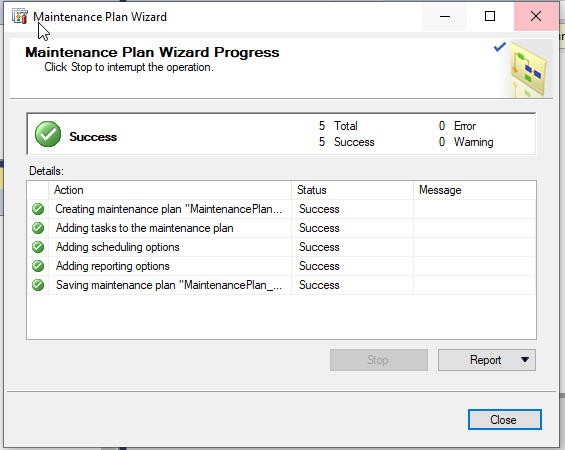 Maintenance Plan Wizard
Maintenance Plan Wizard Progress
Click Stop to interrupt the operation.
Success
5 Total 0 Error
5 Success 0 Warning
Details:
Action Status Message
Creating maintenance plan "MaintenancePlan... Success
Adding tasks to the maintenance plan Success
Adding scheduling options Success
Adding reporting options Success
Saving maintenance plan "MaintenancePlan_... Success
Stop Report
Close